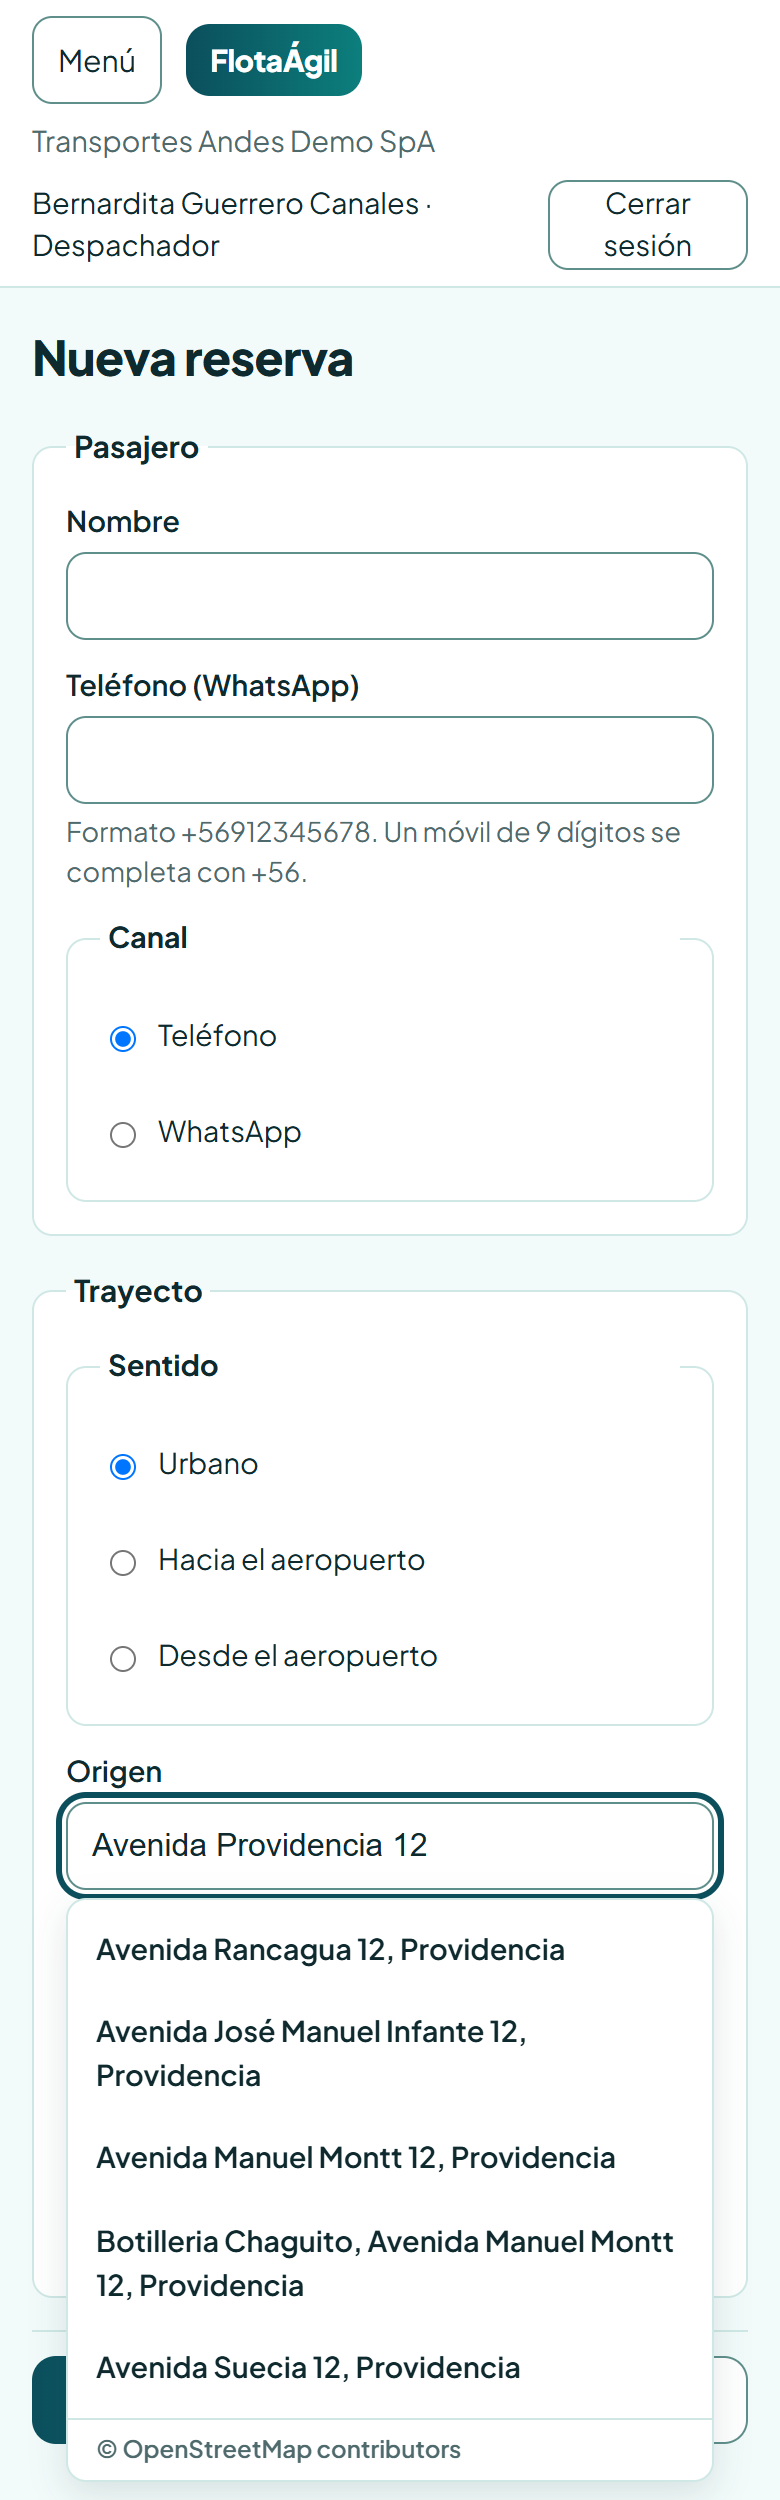 Menú
FlotaÁgil
Transportes Andes Demo SpA
Bernardita Guerrero Canales ·
Despachador
Cerrar
sesión
Nueva reserva
Pasajero
Nombre
Teléfono (WhatsApp)
Formato +56912345678. Un móvil de 9 dígitos se
completa con +56.
Canal
Teléfono
WhatsApp
Trayecto
Sentido
Urbano
Hacia el aeropuerto
Desde el aeropuerto
Origen
Avenida Providencia 12
Avenida Rancagua 12, Providencia
Avenida José Manuel Infante 12,
Providencia
Avenida Manuel Montt 12, Providencia
Botilleria Chaguito, Avenida Manuel Montt
12, Providencia
Avenida Suecia 12, Providencia
© OpenStreetMap contributors